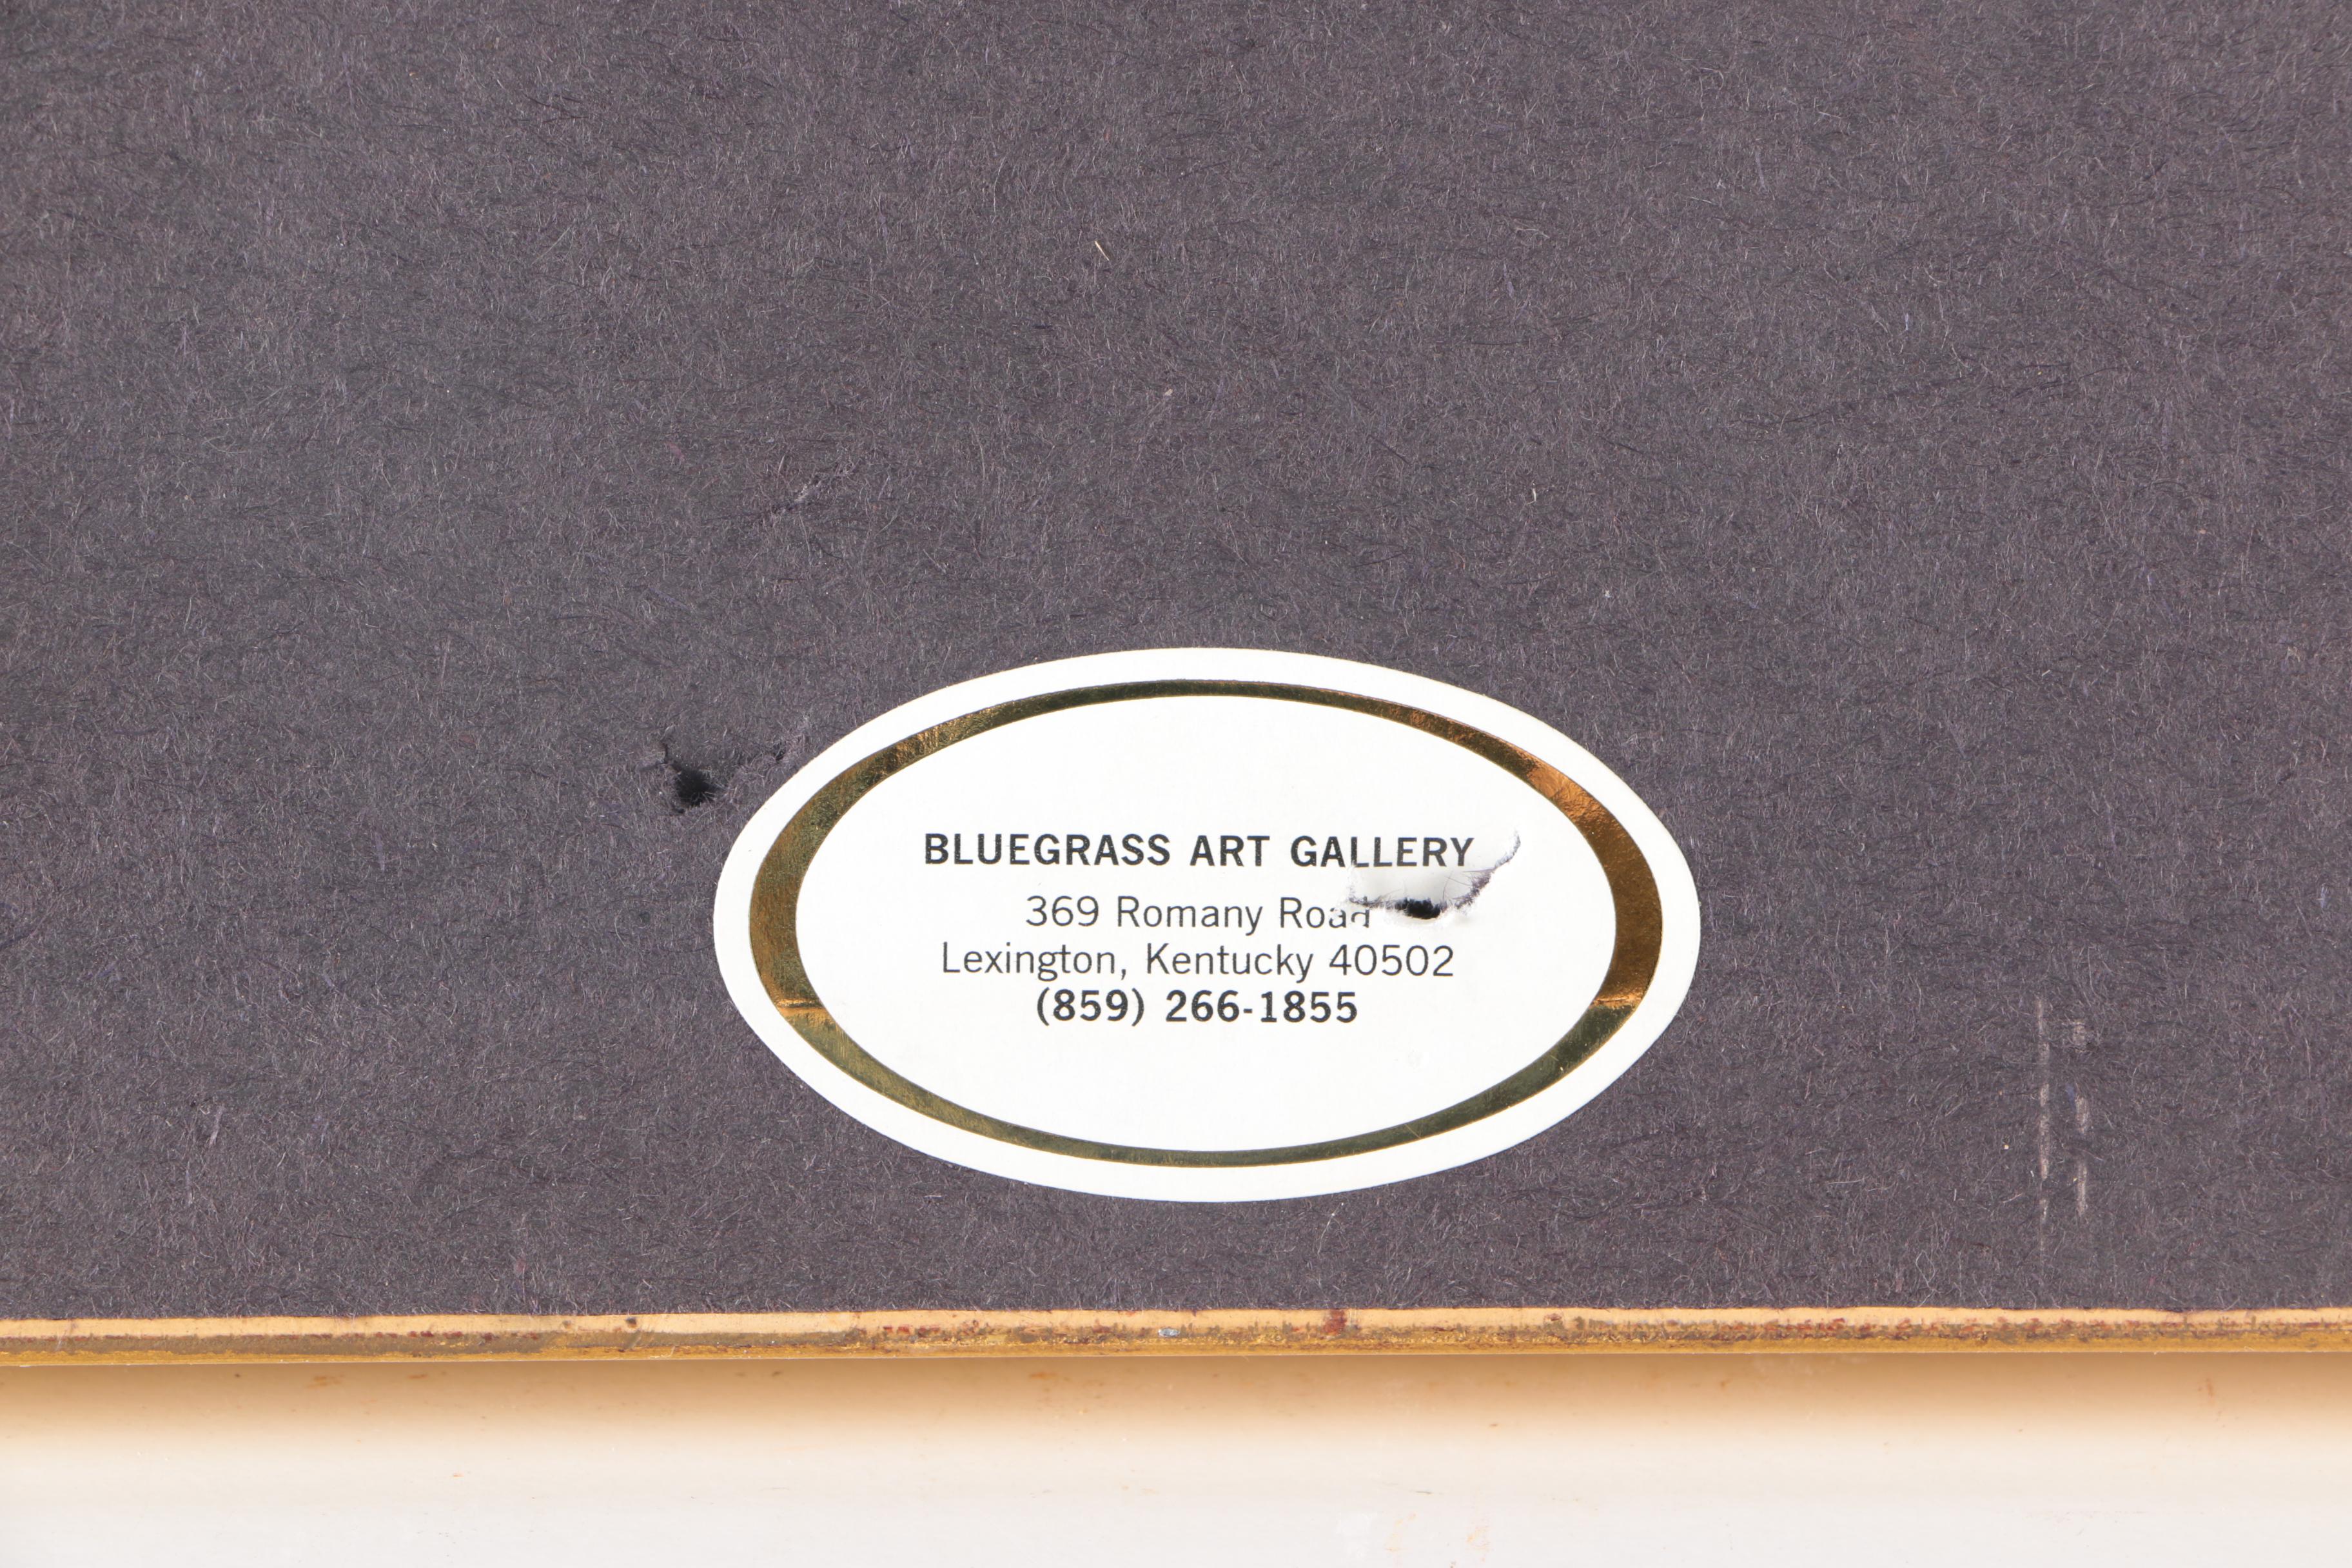 BLUEGRASS ART GALLERY
369 Romany Road
Lexington, Kentucky 40502
(859) 266-1855